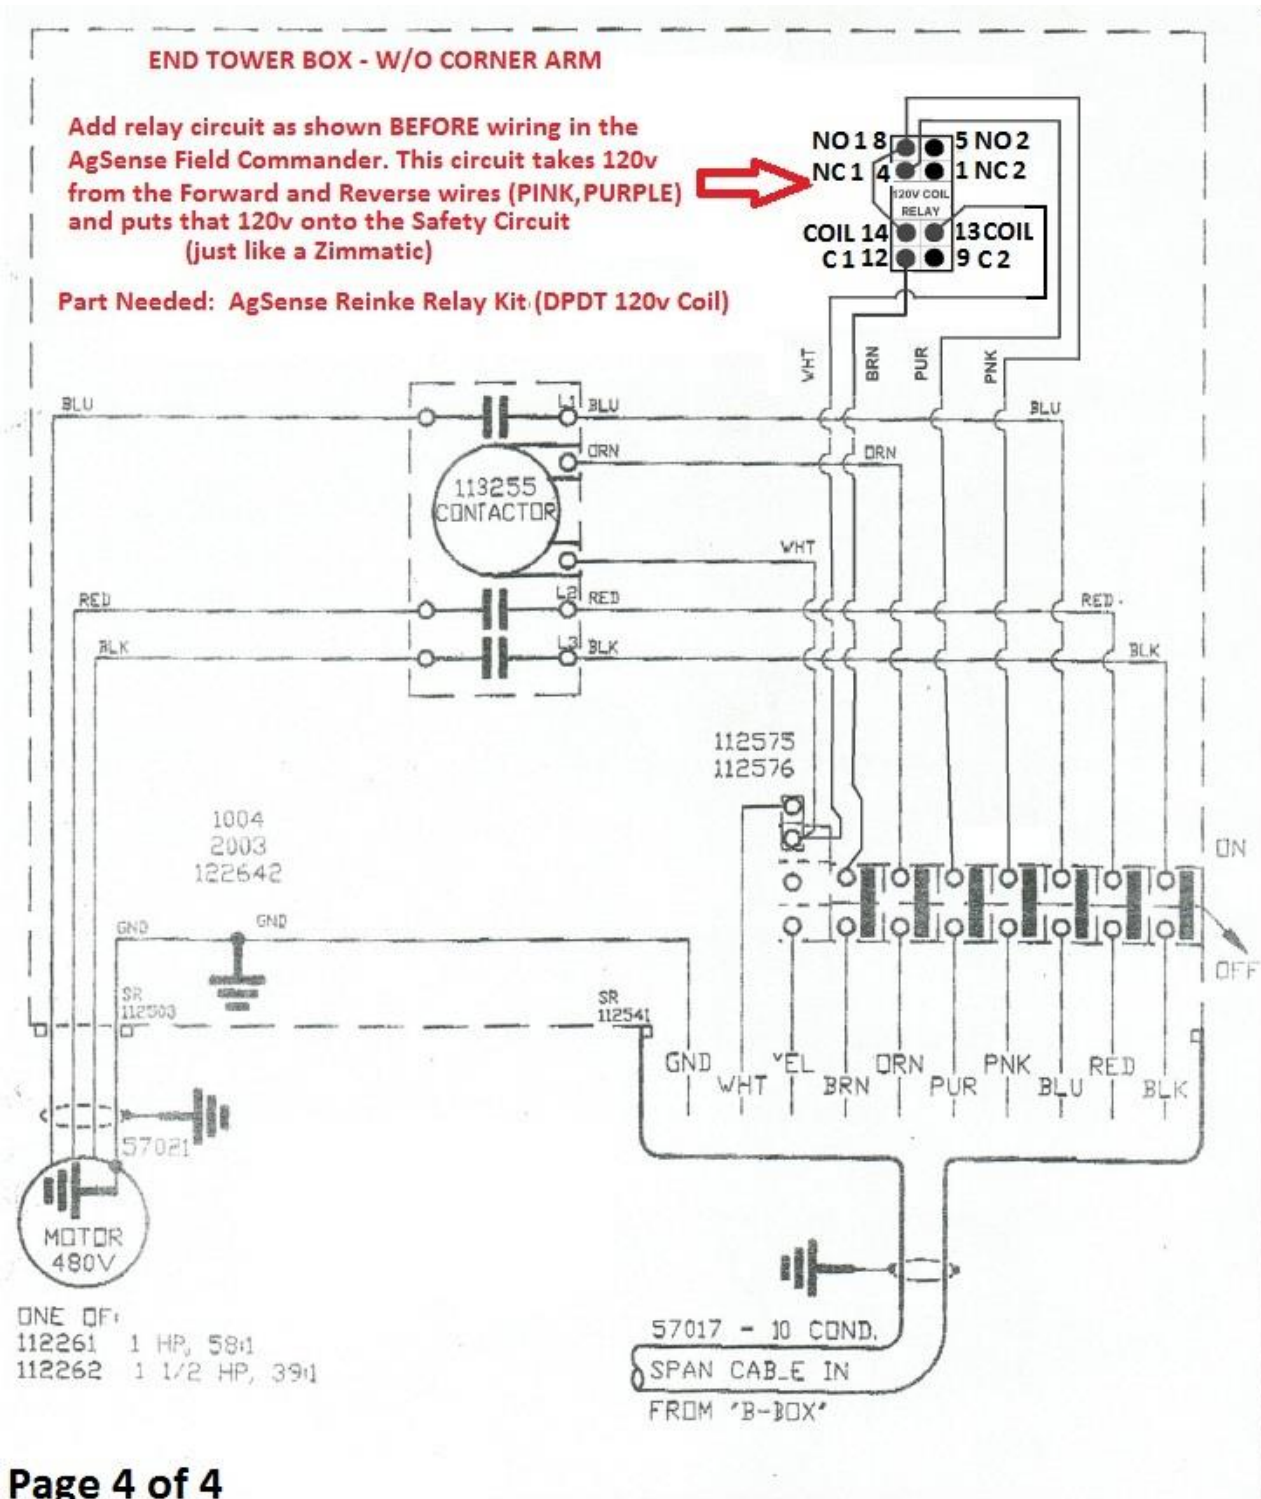 END TOWER BOX - W/O CORNER ARM
Add relay circuit as shown BEFORE wiring in the
AgSense Field Commander. This circuit takes 120v
from the Forward and Reverse wires (PINK,PURPLE)
and puts that 120v onto the Safety Circuit
(just like a Zimmatic)
Part Needed: AgSense Reinke Relay Kit (DPDT 120v Coil)
NO 1 8 5 NO 2
NC 1 4 1 NC 2
120V COIL
RELAY
COIL 14 13 COIL
C 1 12 9 C 2
WHT
BRN
PUR
PNK
BLU
L1
BLU
BLU
ORN
ORN
113255
CONTACTOR
WHT
RED
L2
RED
RED
BLK
L3
BLK
BLK
112575
112576
1004
2003
122642
ON
OFF
GND
GND
SR
112503
SR
112541
GND
WHT
YEL
BRN
ORN
PUR
PNK
BLU
RED
BLK
57021
MOTOR
480V
ONE OF:
112261 1 HP, 58:1
112262 1 1/2 HP, 39:1
57017 - 10 COND.
SPAN CABLE IN
FROM "B-BOX"
Page 4 of 4